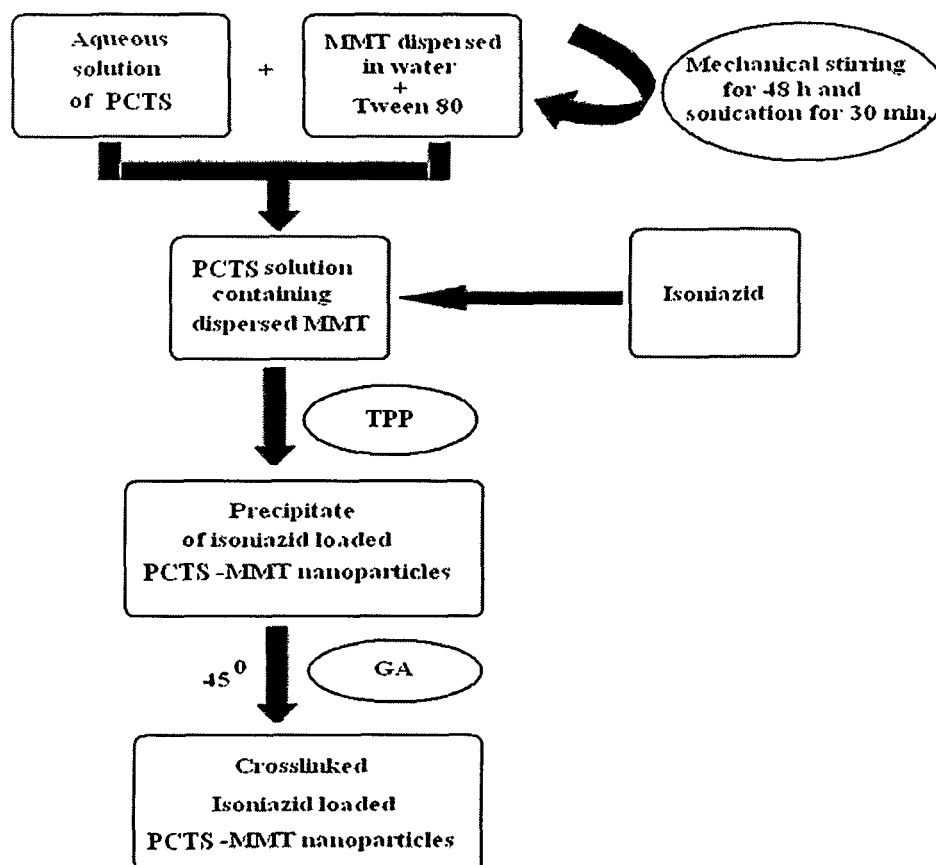 Aqueous
solution
of PCTS
+
MMT dispersed
in water
+
Tween 80
Mechanical stirring
for 48 h and
sonication for 30 min.
PCTS solution
containing
dispersed MMT
Isoniazid
TPP
Precipitate
of isoniazid loaded
PCTS -MMT nanoparticles
45⁰
GA
Crosslinked
Isoniazid loaded
PCTS -MMT nanoparticles